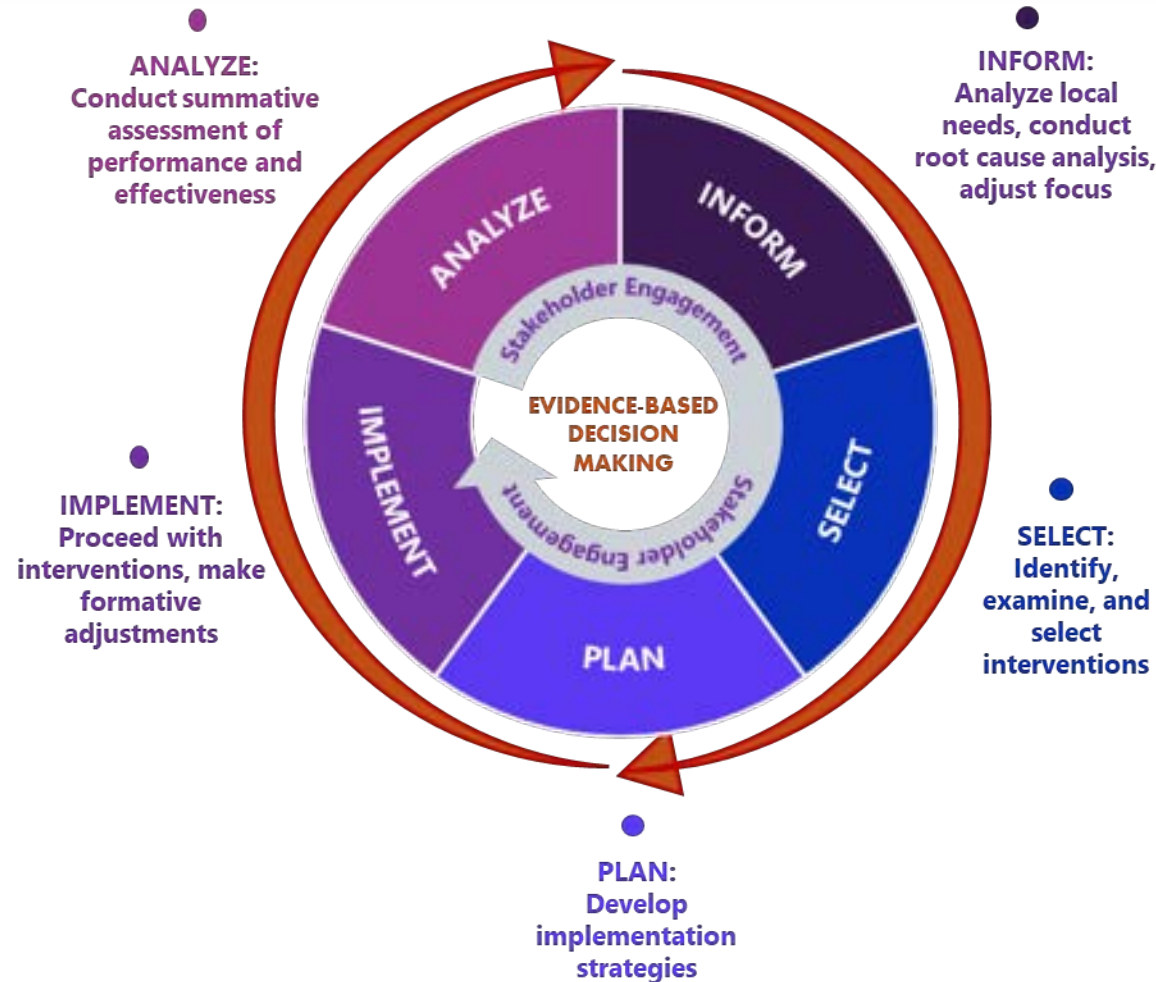 ANALYZE:
Conduct summative
assessment of
performance and
effectiveness
INFORM:
Analyze local
needs, conduct
root cause analysis,
adjust focus
ANALYZE
INFORM
Stakeholder Engagement
EVIDENCE-BASED
DECISION
MAKING
IMPLEMENT
SELECT
Stakeholder Engagement
PLAN
IMPLEMENT:
Proceed with
interventions, make
formative
adjustments
SELECT:
Identify,
examine, and
select
interventions
PLAN:
Develop
implementation
strategies